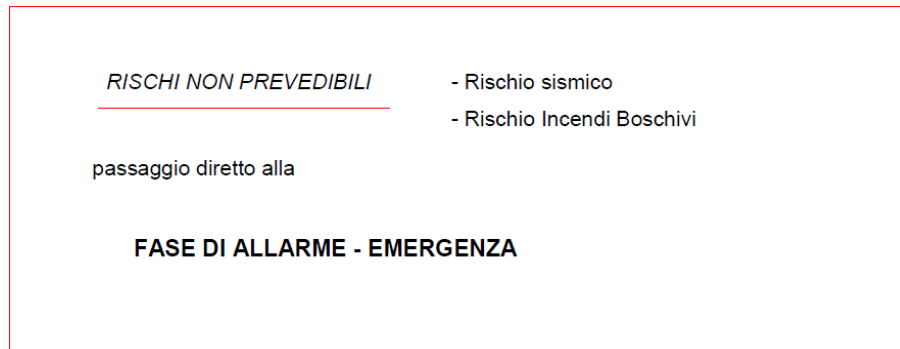 RISCHI NON PREVEDIBILI - Rischio sismico
- Rischio Incendi Boschivi
passaggio diretto alla
FASE DI ALLARME - EMERGENZA